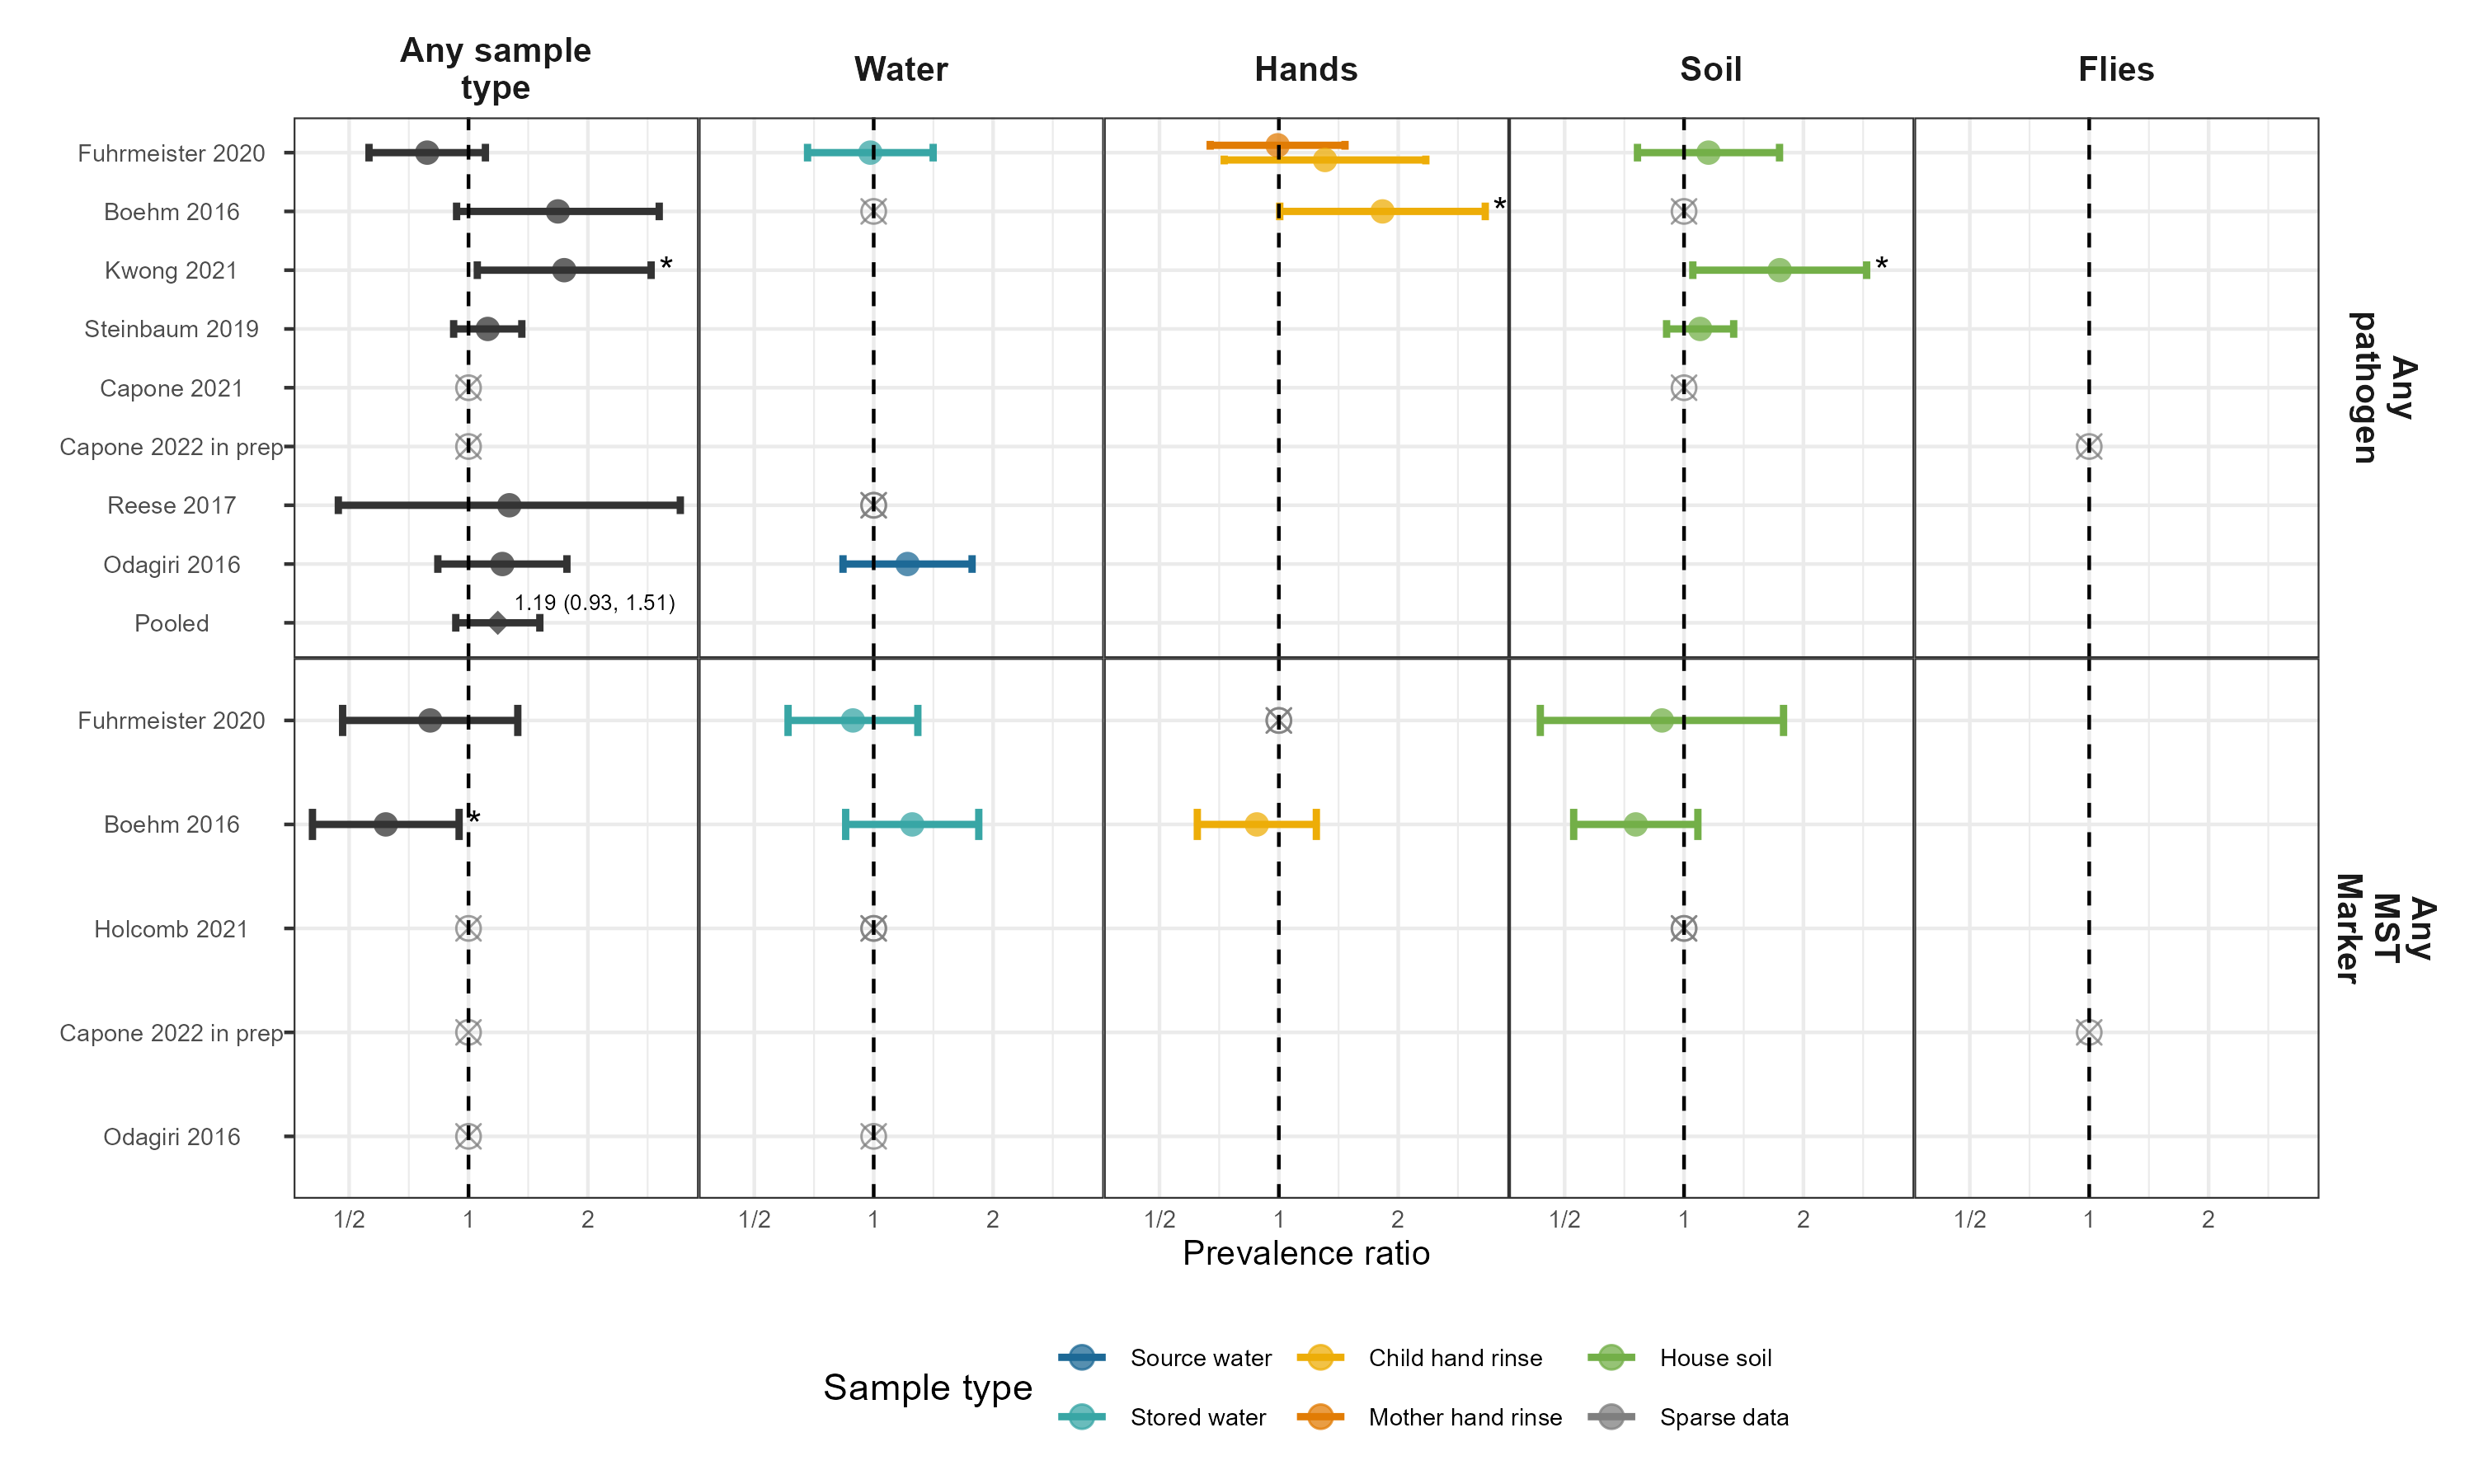 Any sample
type
Water
Hands
Soil
Flies
Fuhrmeister 2020
Boehm 2016
*
Kwong 2021
*
*
Steinbaum 2019
Capone 2021
Capone 2022 in prep
Reese 2017
Odagiri 2016
1.19 (0.93, 1.51)
Pooled
Any
pathogen
Fuhrmeister 2020
Boehm 2016
*
Holcomb 2021
Capone 2022 in prep
Odagiri 2016
Any
MST
Marker
1/2 1 2
1/2 1 2
1/2 1 2
1/2 1 2
1/2 1 2
Prevalence ratio
Sample type
Source water
Child hand rinse
House soil
Stored water
Mother hand rinse
Sparse data